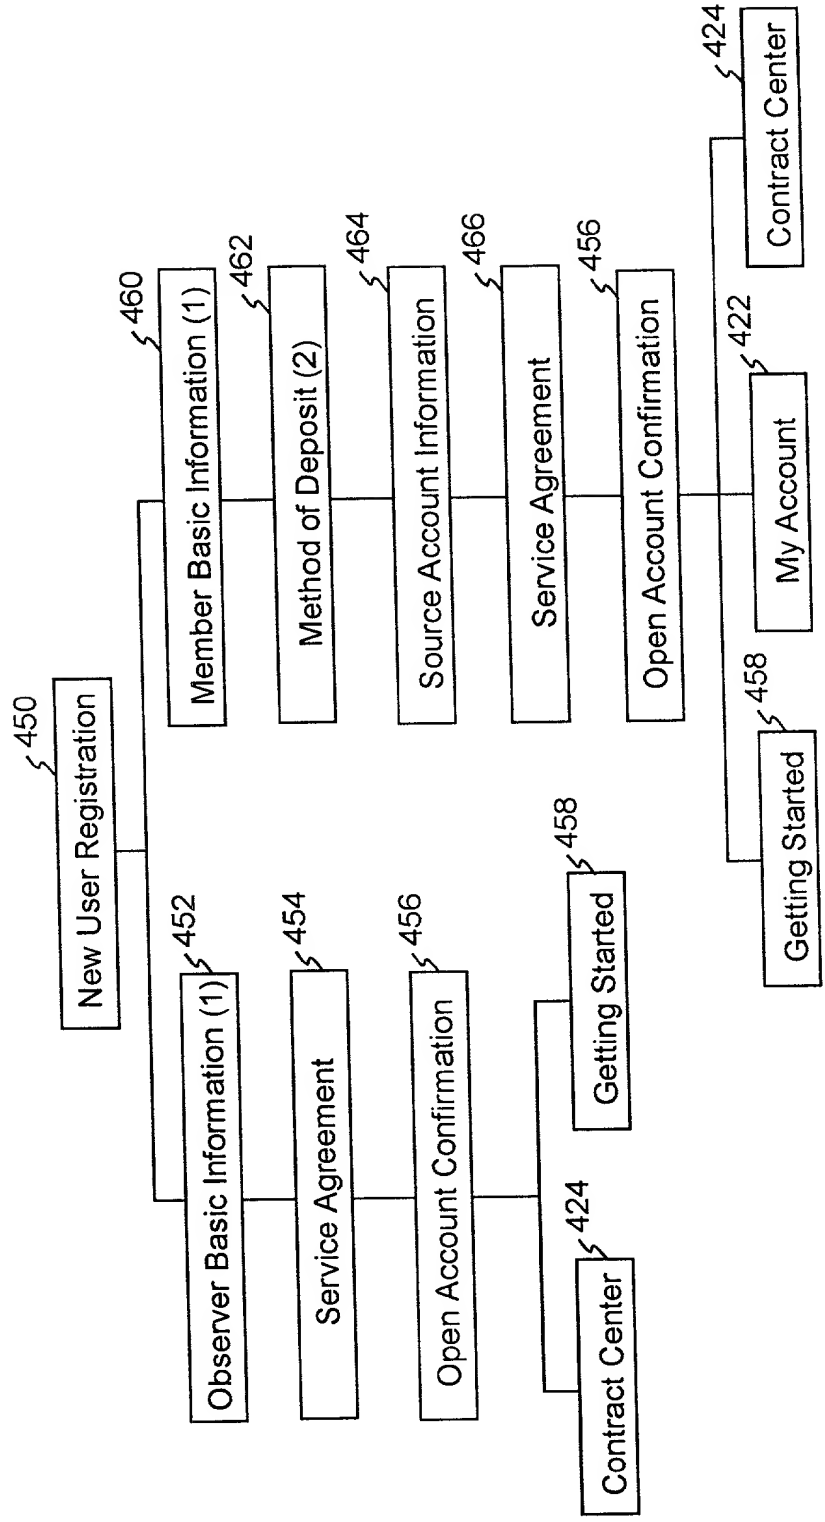 450
New User Registration
452
Observer Basic Information (1)
454
Service Agreement
456
Open Account Confirmation
424
Contract Center
458
Getting Started
460
Member Basic Information (1)
462
Method of Deposit (2)
464
Source Account Information
466
Service Agreement
456
Open Account Confirmation
458
Getting Started
422
My Account
424
Contract Center